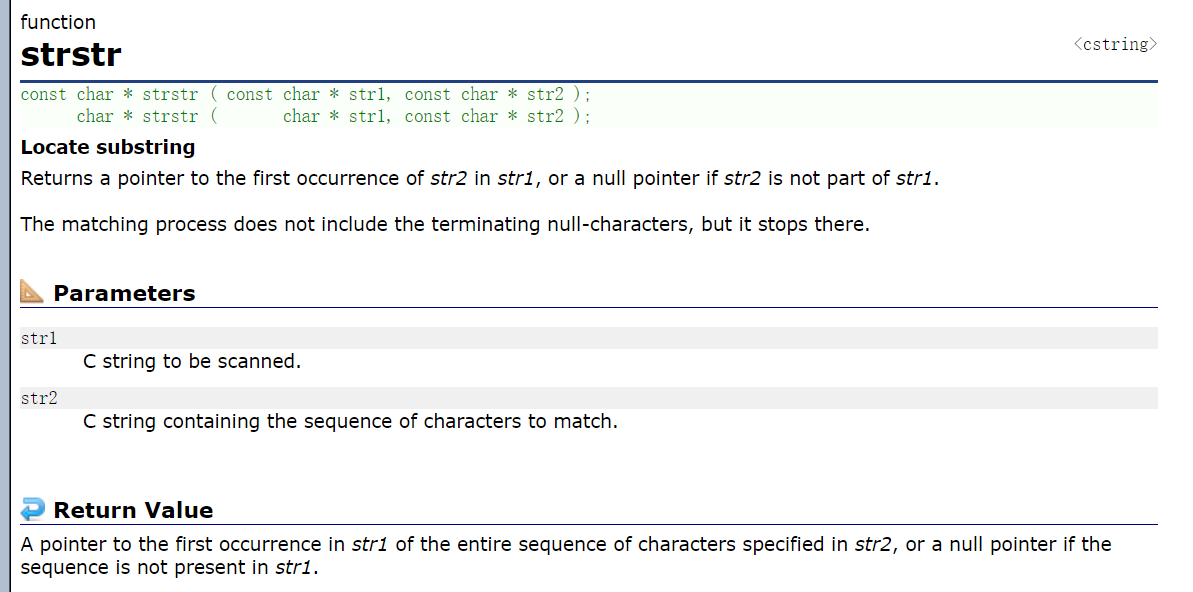 function
strstr
<cstring>
const char * strstr ( const char * str1, const char * str2 );
      char * strstr (       char * str1, const char * str2 );
Locate substring
Returns a pointer to the first occurrence of str2 in str1, or a null pointer if str2 is not part of str1.
The matching process does not include the terminating null-characters, but it stops there.
Parameters
str1
C string to be scanned.
str2
C string containing the sequence of characters to match.
Return Value
A pointer to the first occurrence in str1 of the entire sequence of characters specified in str2, or a null pointer if the
sequence is not present in str1.